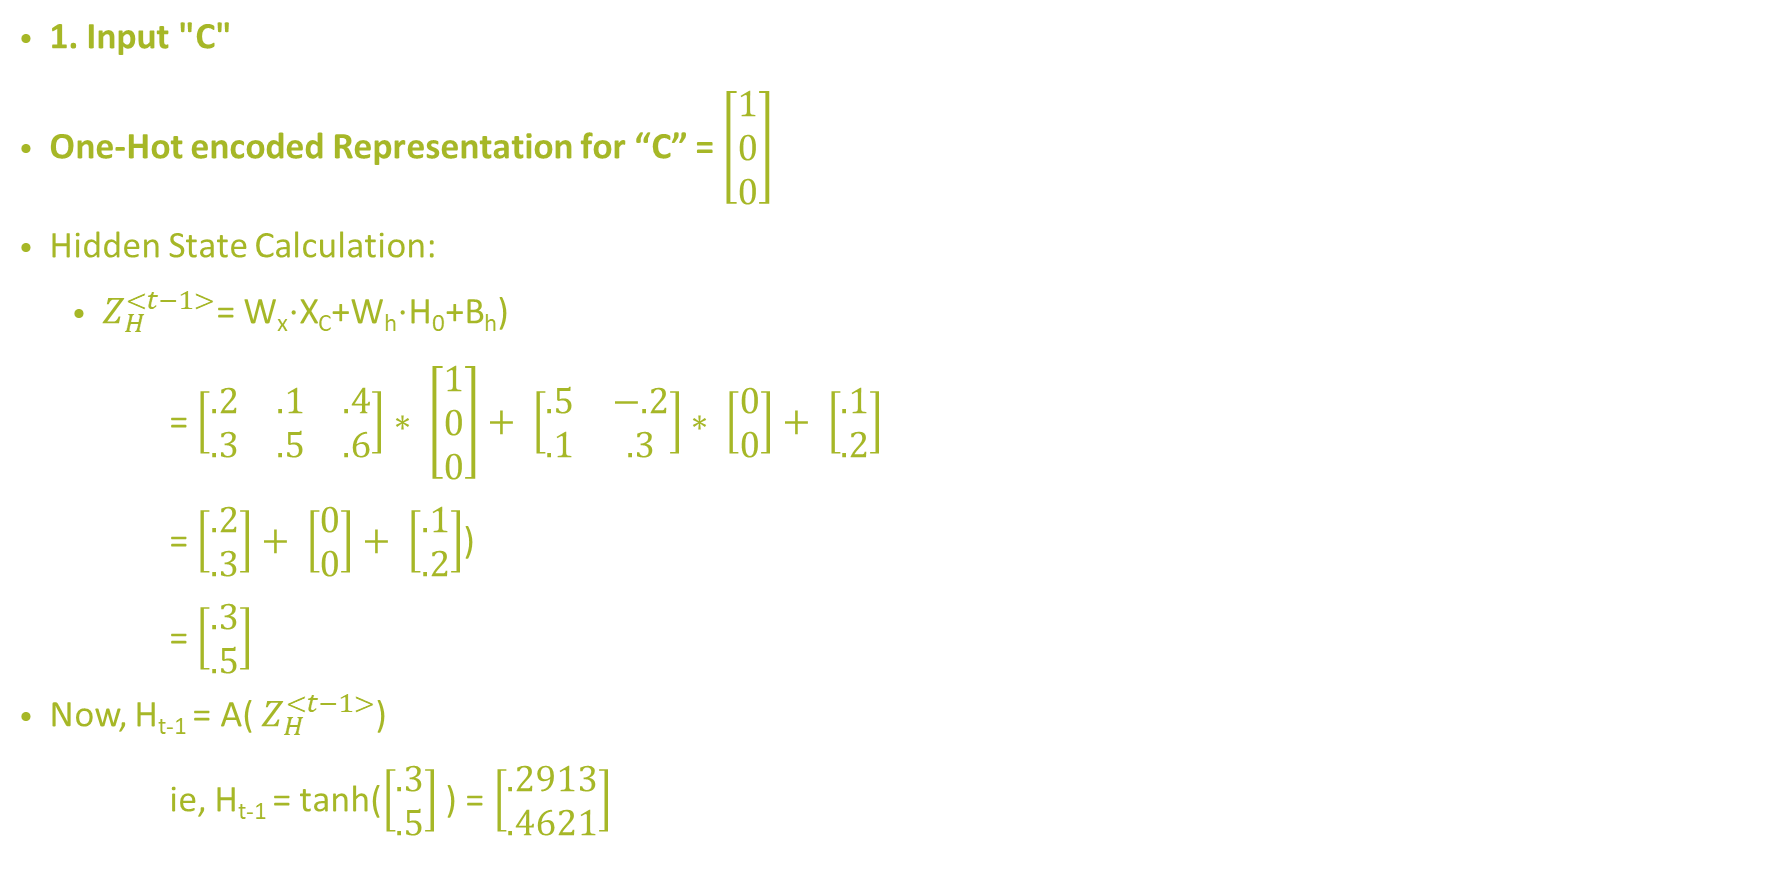 • 1. Input "C"
• One-Hot encoded Representation for “C” = [1 0 0]
• Hidden State Calculation:
• Z_H^{<t−1>} = W_x·X_C+W_h·H_0+B_h)
= [.2 .1 .4; .3 .5 .6] ∗ [1; 0; 0] + [.5 −.2; .1 .3] ∗ [0; 0] + [.1; .2]
= [.2; .3] + [0; 0] + [.1; .2])
= [.3; .5]
• Now, H_{t-1} = A( Z_H^{<t−1>})
ie, H_{t-1} = tanh([.3; .5] ) = [.2913; .4621]